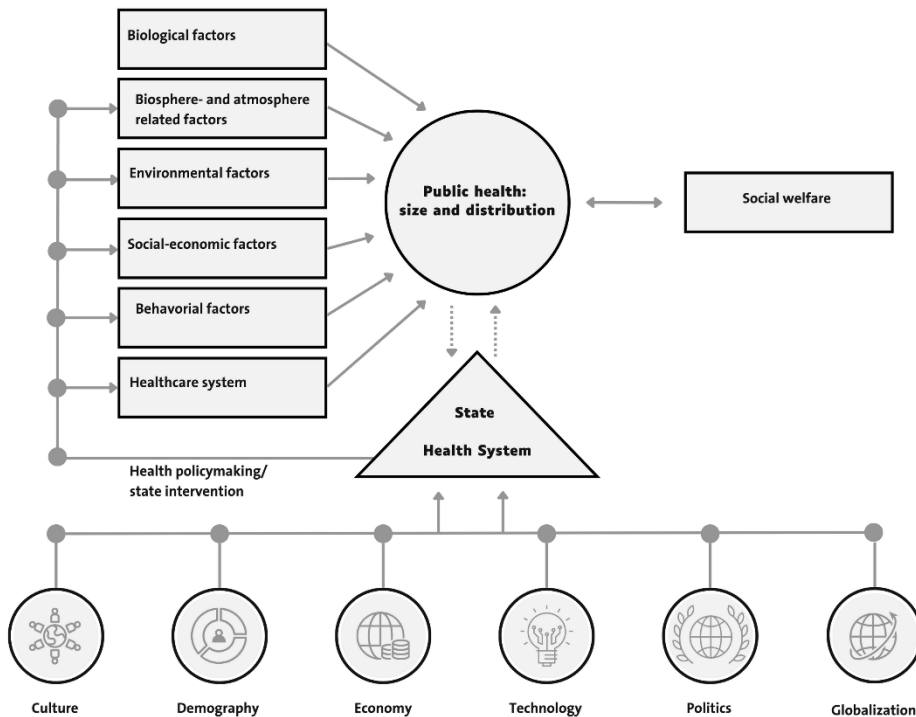 Biological factors
Biosphere- and atmosphere
related factors
Environmental factors
Social-economic factors
Behavorial factors
Healthcare system
Public health:
size and distribution
Social welfare
State
Health System
Health policymaking/
state intervention
Culture
Demography
Economy
Technology
Politics
Globalization